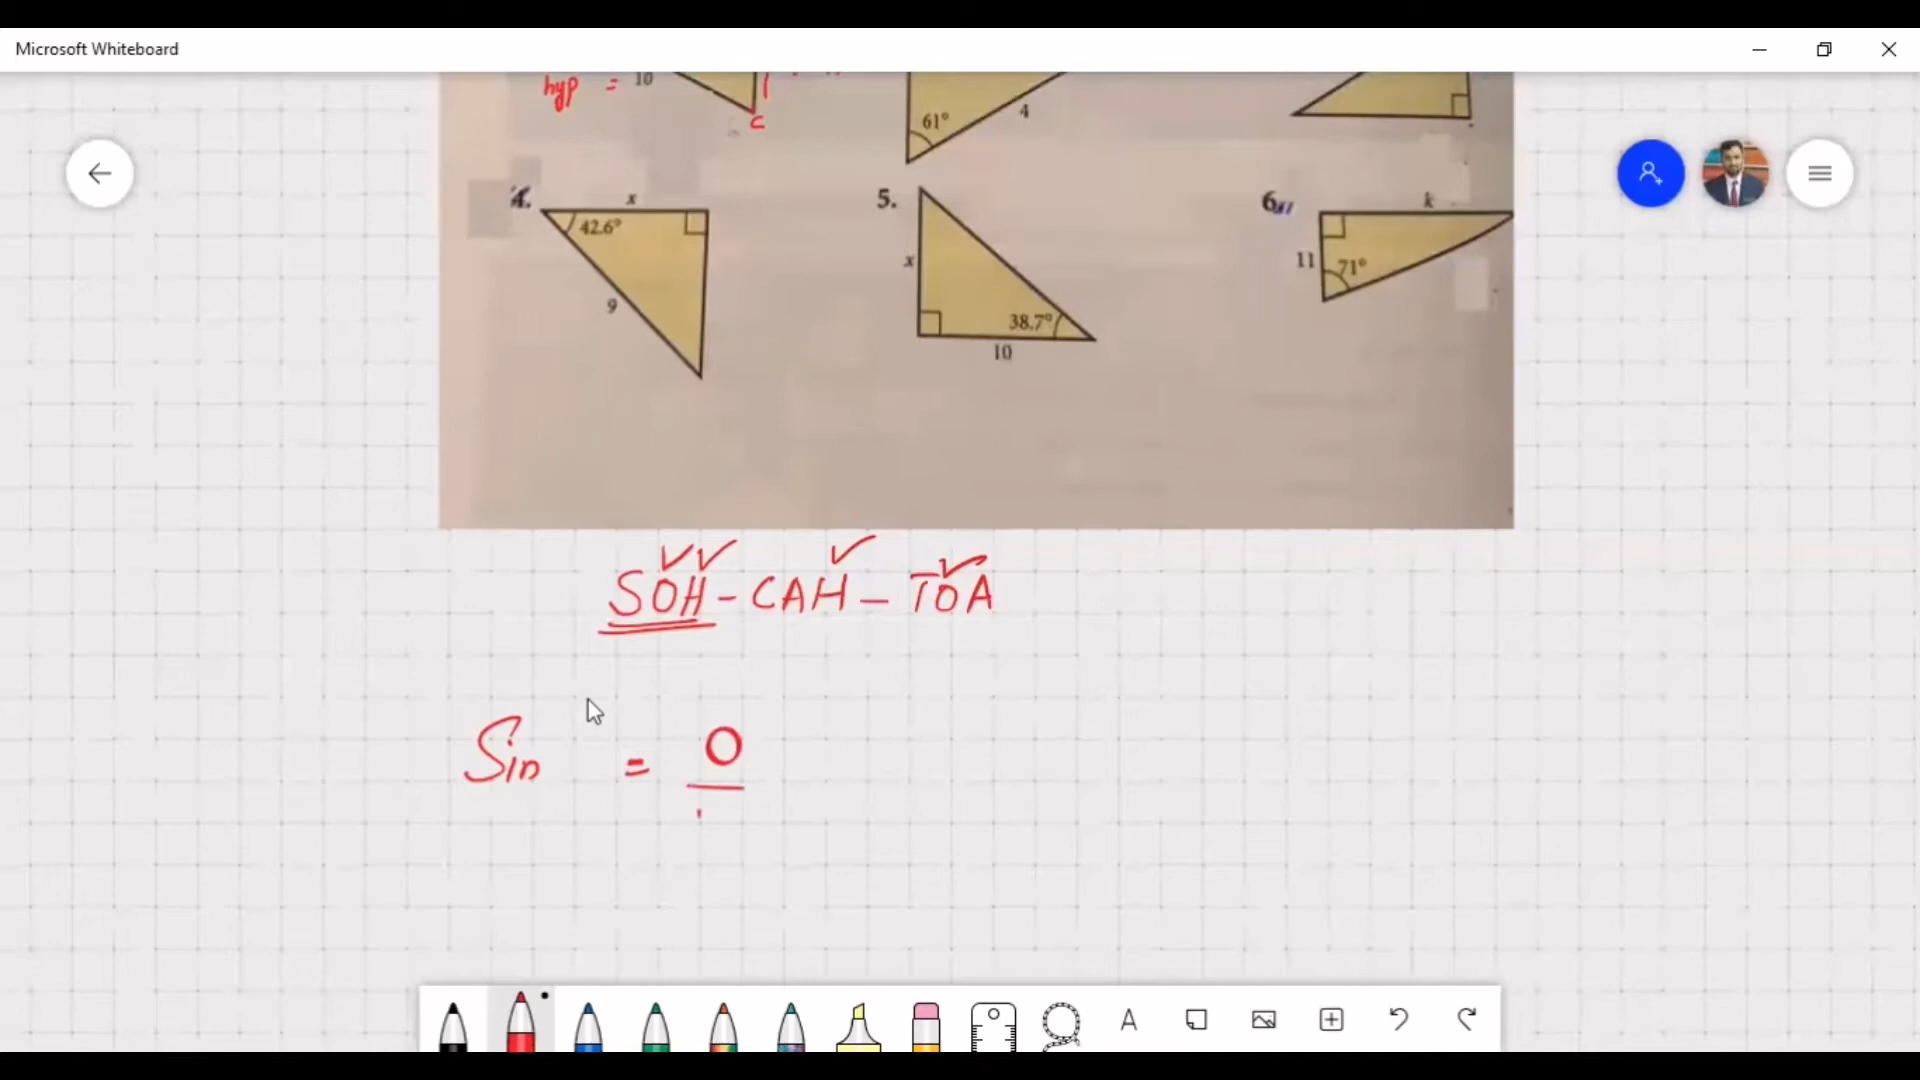 Microsoft Whiteboard
hyp = 10
c
61°
4
4. x
42.6°
9
5.
x
38.7°
10
6. k
11
71°
SOH - CAH - TOA
Sin = O
A